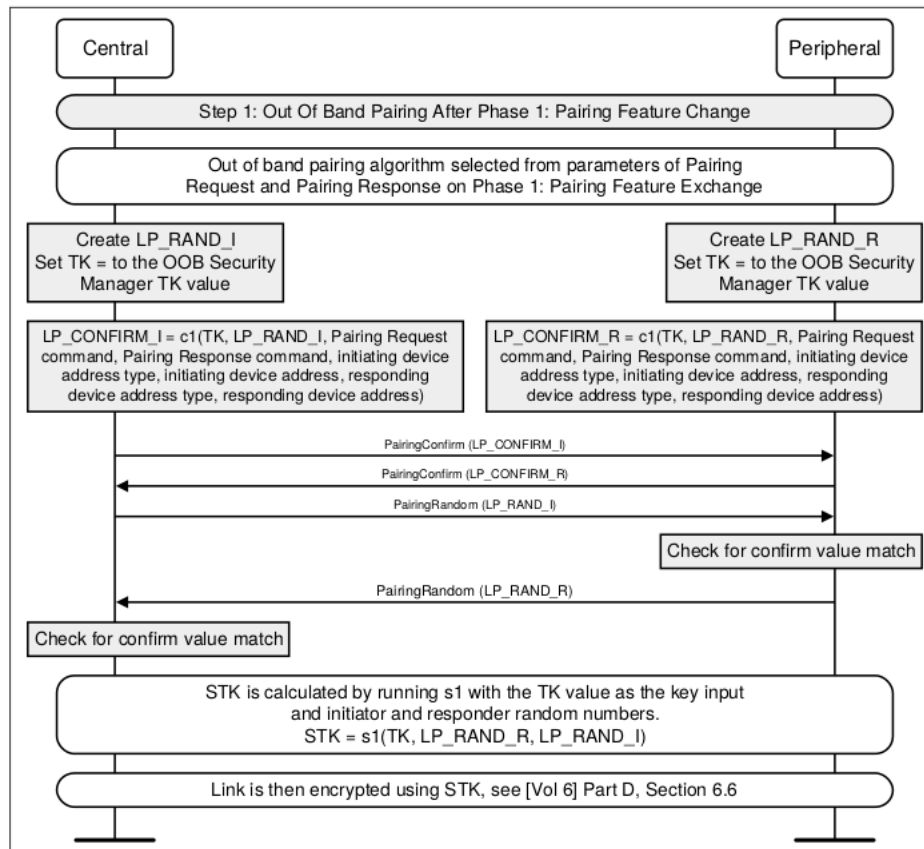 Central
Peripheral
Step 1: Out Of Band Pairing After Phase 1: Pairing Feature Change
Out of band pairing algorithm selected from parameters of Pairing
Request and Pairing Response on Phase 1: Pairing Feature Exchange
Create LP_RAND_I
Set TK = to the OOB Security
Manager TK value
Create LP_RAND_R
Set TK = to the OOB Security
Manager TK value
LP_CONFIRM_I = c1(TK, LP_RAND_I, Pairing Request
command, Pairing Response command, initiating device
address type, initiating device address, responding
device address type, responding device address)
LP_CONFIRM_R = c1(TK, LP_RAND_R, Pairing Request
command, Pairing Response command, initiating device
address type, initiating device address, responding
device address type, responding device address)
PairingConfirm (LP_CONFIRM_I)
PairingConfirm (LP_CONFIRM_R)
PairingRandom (LP_RAND_I)
Check for confirm value match
PairingRandom (LP_RAND_R)
Check for confirm value match
STK is calculated by running s1 with the TK value as the key input
and initiator and responder random numbers.
STK = s1(TK, LP_RAND_R, LP_RAND_I)
Link is then encrypted using STK, see [Vol 6] Part D, Section 6.6